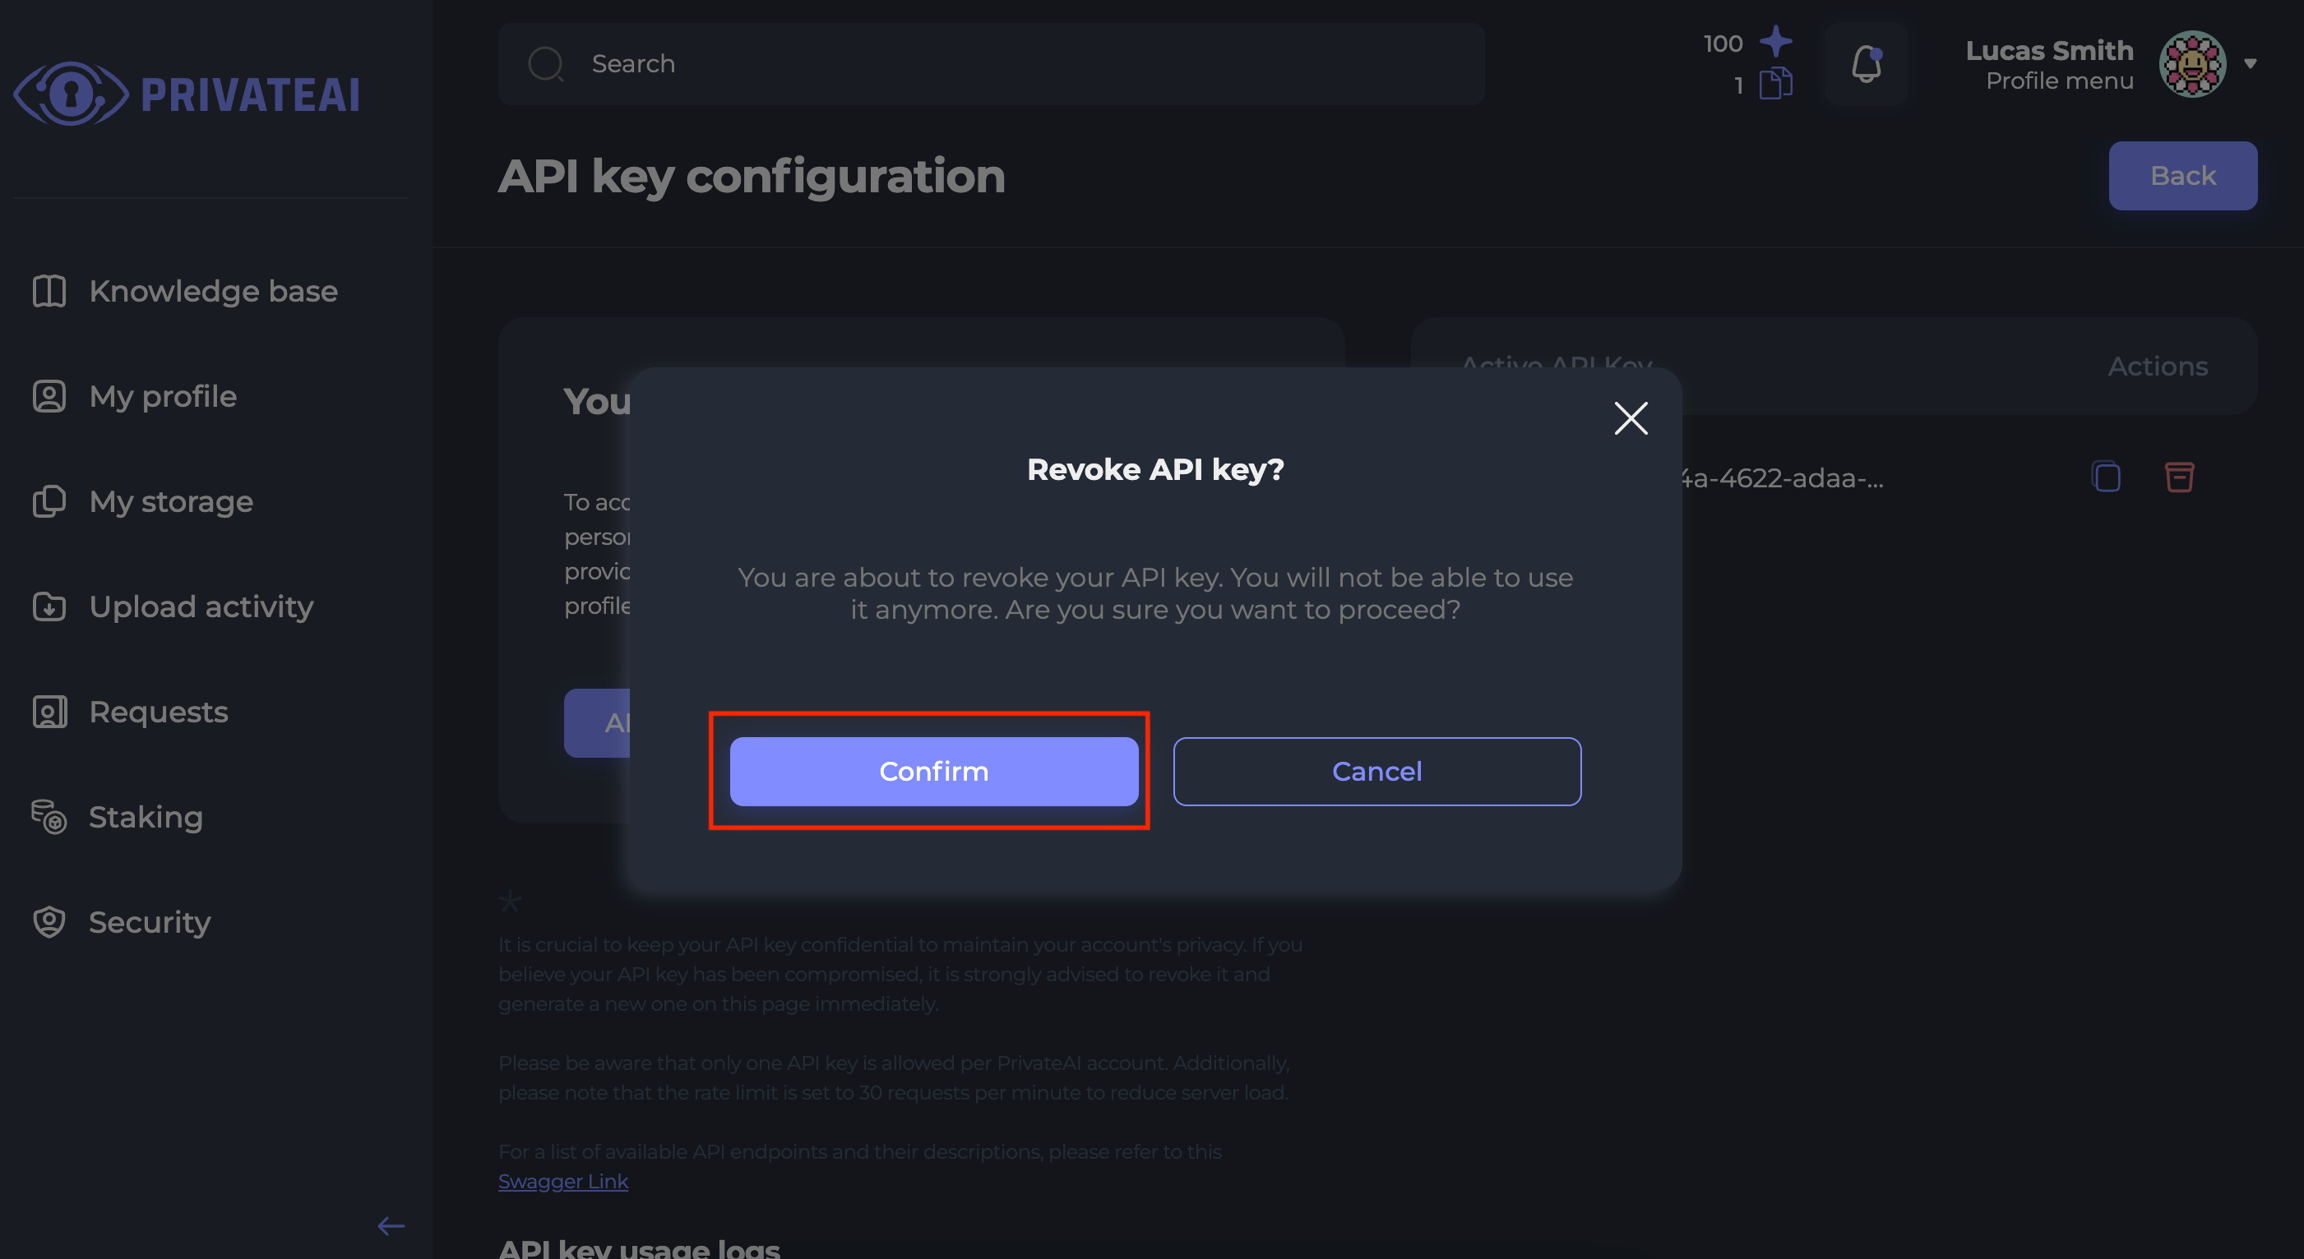 PRIVATEAI
Search
100
1
Lucas Smith
Profile menu
API key configuration
Back
Knowledge base
My profile
My storage
Upload activity
Requests
Staking
Security
You
To acc
provid
profile
Active API Key
Actions
4a-4622-adaa-...
Revoke API key?
You are about to revoke your API key. You will not be able to use
it anymore. Are you sure you want to proceed?
Confirm
Cancel
*
It is crucial to keep your API key confidential to maintain your account's privacy. If you
believe your API key has been compromised, it is strongly advised to revoke it and
generate a new one on this page immediately.
Please be aware that only one API key is allowed per PrivateAI account. Additionally,
please note that the rate limit is set to 30 requests per minute to reduce server load.
For a list of available API endpoints and their descriptions, please refer to this
Swagger Link
API key usage logs